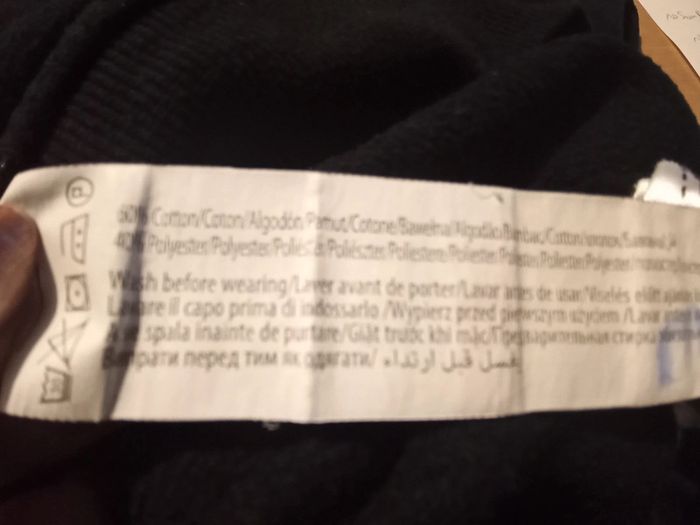 60% Cotton/Coton/Algodón/Pamut/Cotone/Bawełna/Algodão/Bumbac/Cotton/
40% Polyester/Polyester/Poliéster/Poliészter/Poliestere/Poliester/Poliéster/Poliester/Polyester/
Wash before wearing/Laver avant de porter/Lavar antes de usar/Viselés előtt
Lavare il capo prima di indossarlo /Wypierz przed pierwszym użyciem /Lavar
A se spala inainte de purtare/Giặt trước khi mặc/Предварительная стирка
Випрати перед тим як одягати/ غسل قبل ارتداء
30
P